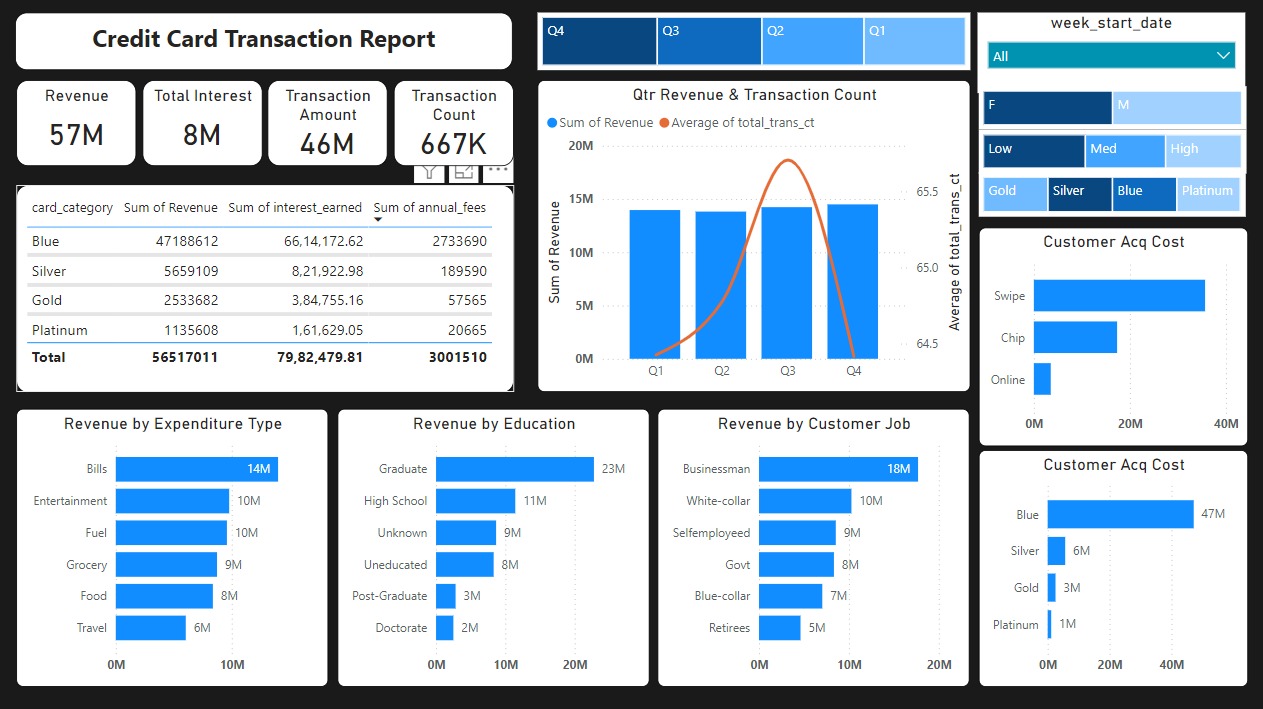 Credit Card Transaction Report
Q4 Q3 Q2 Q1
week_start_date
All
F M
Low Med High
Gold Silver Blue Platinum
Revenue
57M
Total Interest
8M
Transaction
Amount
46M
Transaction
Count
667K
card_category Sum of Revenue Sum of interest_earned Sum of annual_fees
Blue 47188612 66,14,172.62 2733690
Silver 5659109 8,21,922.98 189590
Gold 2533682 3,84,755.16 57565
Platinum 1135608 1,61,629.05 20665
Total 56517011 79,82,479.81 3001510
Qtr Revenue & Transaction Count
Sum of Revenue Average of total_trans_ct
Sum of Revenue
20M
15M
10M
5M
0M
Q1 Q2 Q3 Q4
65.5
65.0
64.5
Average of total_trans_ct
Customer Acq Cost
Swipe
Chip
Online
0M 20M 40M
Revenue by Expenditure Type
Bills 14M
Entertainment 10M
Fuel 10M
Grocery 9M
Food 8M
Travel 6M
0M 10M
Revenue by Education
Graduate 23M
High School 11M
Unknown 9M
Uneducated 8M
Post-Graduate 3M
Doctorate 2M
0M 10M 20M
Revenue by Customer Job
Businessman 18M
White-collar 10M
Selfemployeed 9M
Govt 8M
Blue-collar 7M
Retirees 5M
0M 10M 20M
Customer Acq Cost
Blue 47M
Silver 6M
Gold 3M
Platinum 1M
0M 20M 40M